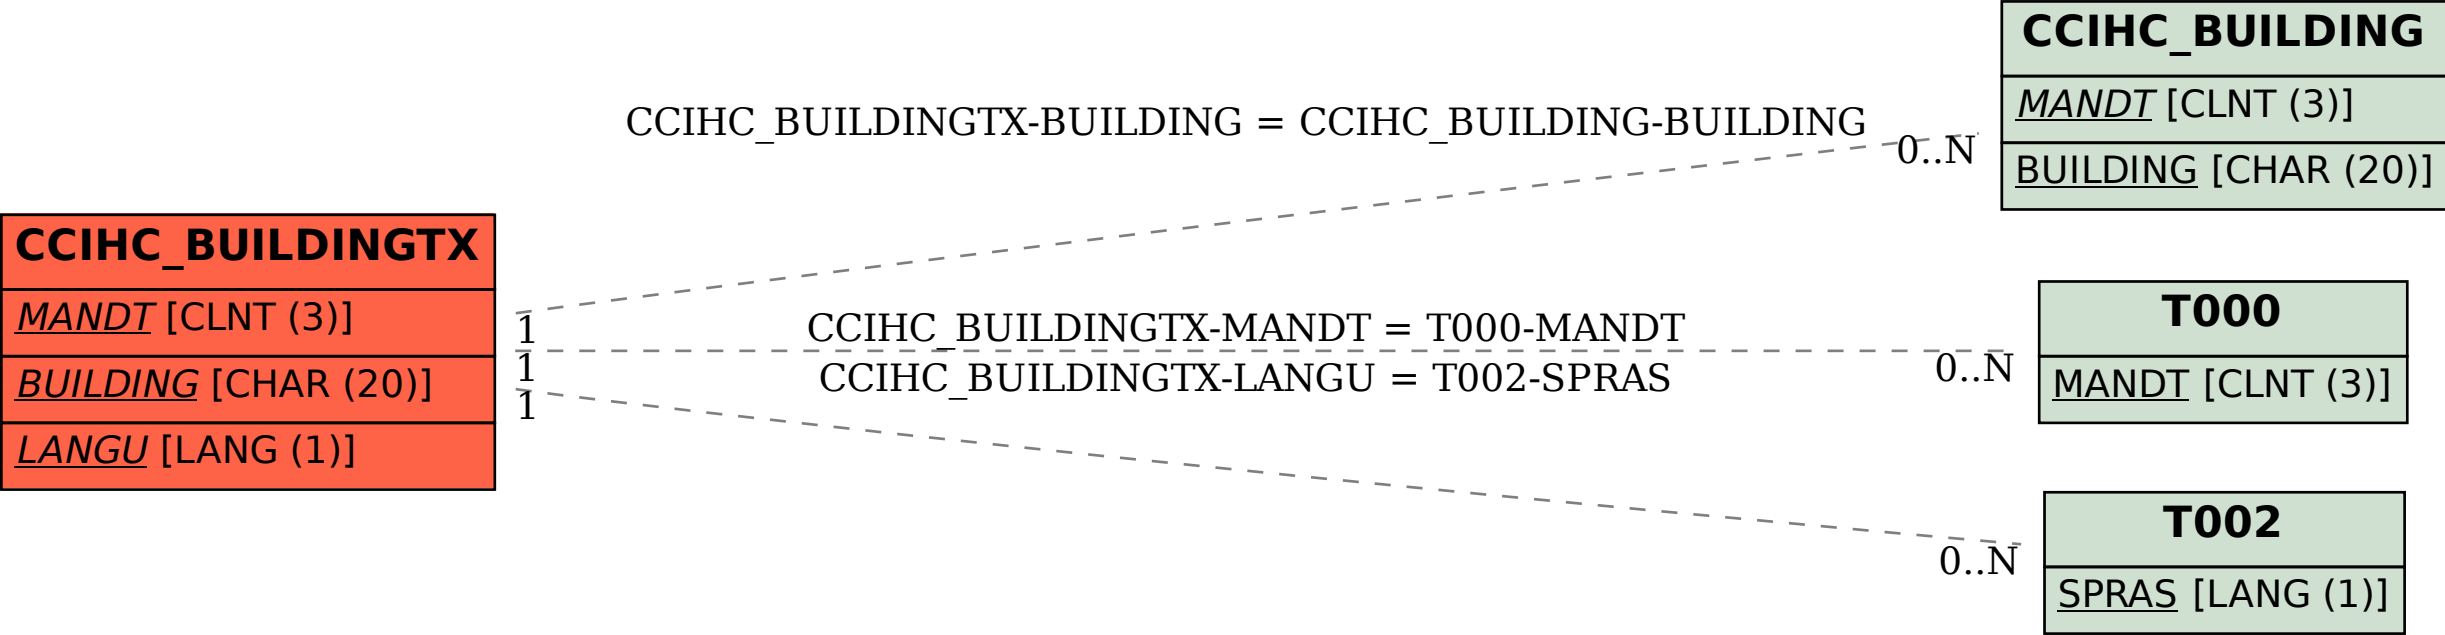 CCIHC_BUILDINGTX
MANDT [CLNT (3)]
BUILDING [CHAR (20)]
LANGU [LANG (1)]
CCIHC_BUILDINGTX-BUILDING = CCIHC_BUILDING-BUILDING
0..N
1
CCIHC_BUILDINGTX-MANDT = T000-MANDT
0..N
1
CCIHC_BUILDINGTX-LANGU = T002-SPRAS
0..N
1
CCIHC_BUILDING
MANDT [CLNT (3)]
BUILDING [CHAR (20)]
T000
MANDT [CLNT (3)]
T002
SPRAS [LANG (1)]